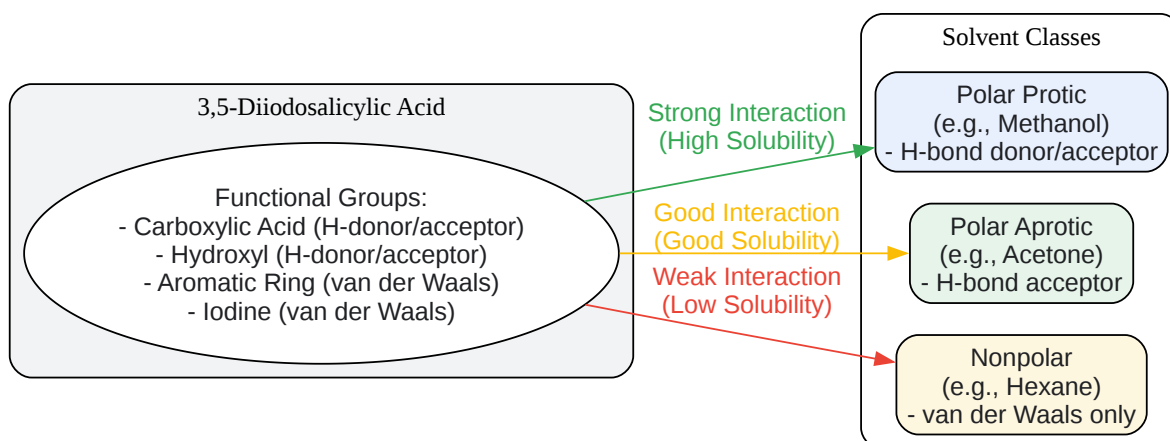 3,5-Diiodosalicylic Acid
Functional Groups:
- Carboxylic Acid (H-donor/acceptor)
- Hydroxyl (H-donor/acceptor)
- Aromatic Ring (van der Waals)
- Iodine (van der Waals)
Strong Interaction
(High Solubility)
Good Interaction
(Good Solubility)
Weak Interaction
(Low Solubility)
Solvent Classes
Polar Protic
(e.g., Methanol)
- H-bond donor/acceptor
Polar Aprotic
(e.g., Acetone)
- H-bond acceptor
Nonpolar
(e.g., Hexane)
- van der Waals only